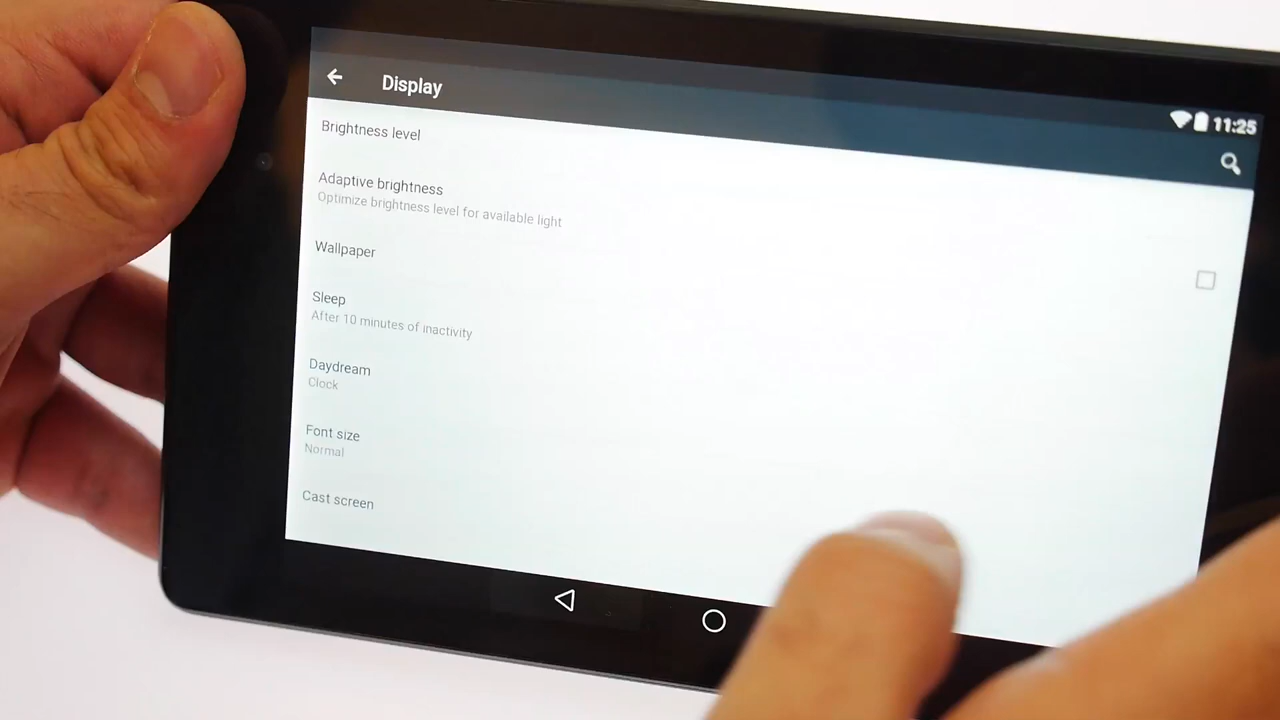 Display
11:25
Brightness level
Adaptive brightness
Optimize brightness level for available light
Wallpaper
Sleep
After 10 minutes of inactivity
Daydream
Clock
Font size
Normal
Cast screen